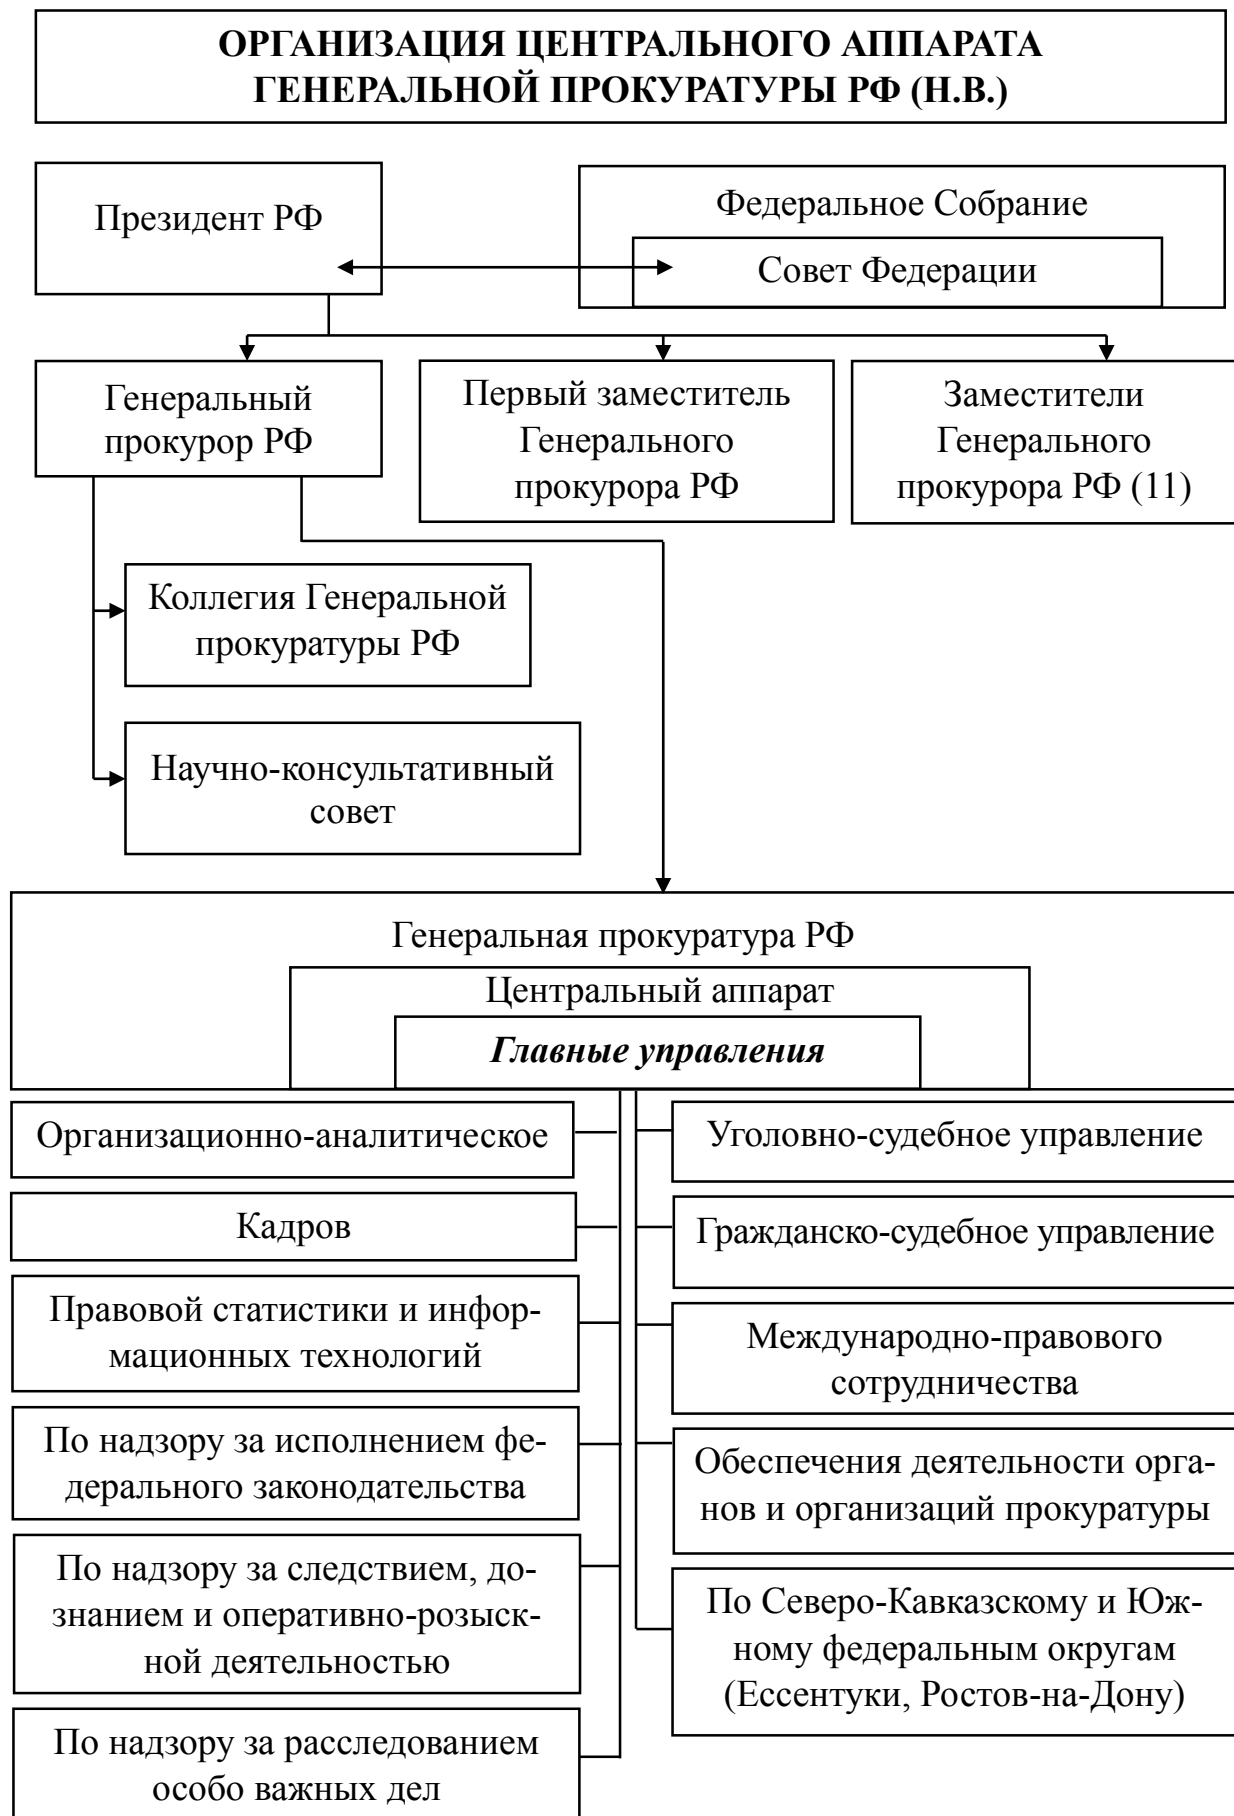 ОРГАНИЗАЦИЯ ЦЕНТРАЛЬНОГО АППАРАТА
ГЕНЕРАЛЬНОЙ ПРОКУРАТУРЫ РФ (Н.В.)
Президент РФ
Федеральное Собрание
Совет Федерации
Генеральный
прокурор РФ
Первый заместитель
Генерального
прокурора РФ
Заместители
Генерального
прокурора РФ (11)
Коллегия Генеральной
прокуратуры РФ
Научно-консультативный
совет
Генеральная прокуратура РФ
Центральный аппарат
Главные управления
Организационно-аналитическое
Кадров
Правовой статистики и инфор-
мационных технологий
По надзору за исполнением фе-
дерального законодательства
По надзору за следствием, до-
знанием и оперативно-розыск-
ной деятельностью
По надзору за расследованием
особо важных дел
Уголовно-судебное управление
Гражданско-судебное управление
Международно-правового
сотрудничества
Обеспечения деятельности орга-
нов и организаций прокуратуры
По Северо-Кавказскому и Юж-
ному федеральным округам
(Ессентуки, Ростов-на-Дону)